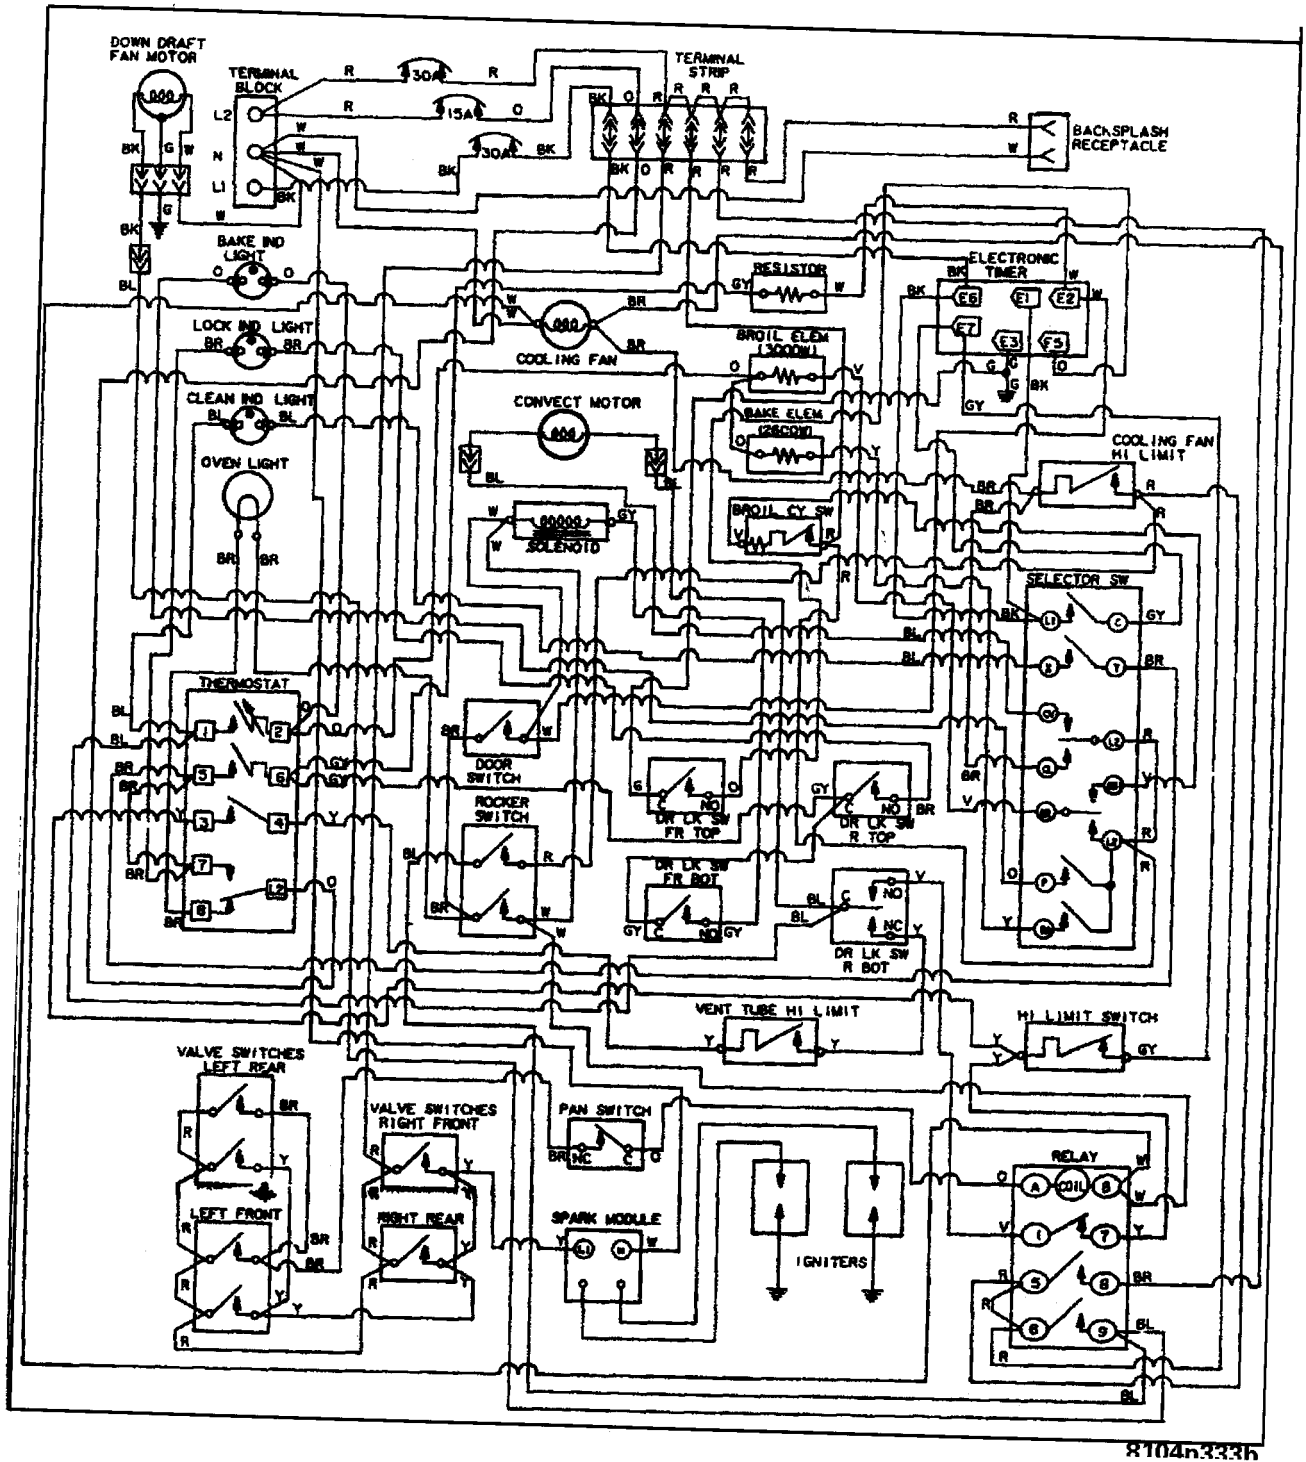 DOWN DRAFT
FAN MOTOR
TERMINAL
BLOCK
L2
N
L1
R
30A
R
R
15A
O
30A
BK
BK
W
W
W
BK
TERMINAL
STRIP
BK
O
R
R
R
R
BK
O
R
R
R
R
R
W
BACKSPLASH
RECEPTACLE
BK
G
W
G
W
BK
BL
BAKE IND
LIGHT
O
O
LOCK IND LIGHT
BR
BR
CLEAN IND LIGHT
BL
BL
OVEN LIGHT
BR
BR
W
W
BR
BR
COOLING FAN
CONVECT MOTOR
BL
BL
W
W
GY
SOLENOID
RESISTOR
GY
W
BROIL ELEM
(3000W)
O
V
BAKE ELEM
(2600W)
O
Y
BROIL CY SW
V
R
R
ELECTRONIC
TIMER
BK
W
BK
E6
E1
E2
W
E7
E3
E5
G
G
G
O
BK
GY
COOLING FAN
HI LIMIT
BR
BR
R
R
SELECTOR SW
BK
L1
C
GY
BL
BL
X
T
BR
CV
L2
R
BR
CL
V
V
L2
R
R
O
P
Y
THERMOSTAT
BL
1
2
O
O
BL
BR
5
6
GY
GY
BR
Y
3
4
Y
7
BR
L2
O
8
BR
BR
W
DOOR
SWITCH
ROCKER
SWITCH
BL
R
BR
W
W
G
C
NO
O
DR LK SW
FR TOP
GY
C
NO
BR
DR LK SW
R TOP
DR LK SW
FR BOT
GY
C
NO
GY
BL
BL
C
NO
V
NC
Y
DR LK SW
R BOT
VENT TUBE HI LIMIT
Y
Y
HI LIMIT SWITCH
Y
Y
GY
VALVE SWITCHES
LEFT REAR
BR
R
Y
LEFT FRONT
R
BR
BR
R
Y
R
VALVE SWITCHES
RIGHT FRONT
R
Y
R
Y
RIGHT REAR
R
Y
R
Y
PAN SWITCH
BR
NC
C
O
SPARK MODULE
Y
L1
N
W
IGNITERS
RELAY
O
A
COIL
B
W
W
V
1
7
Y
R
5
8
BR
R
6
9
BL
R
BL
8104p333b